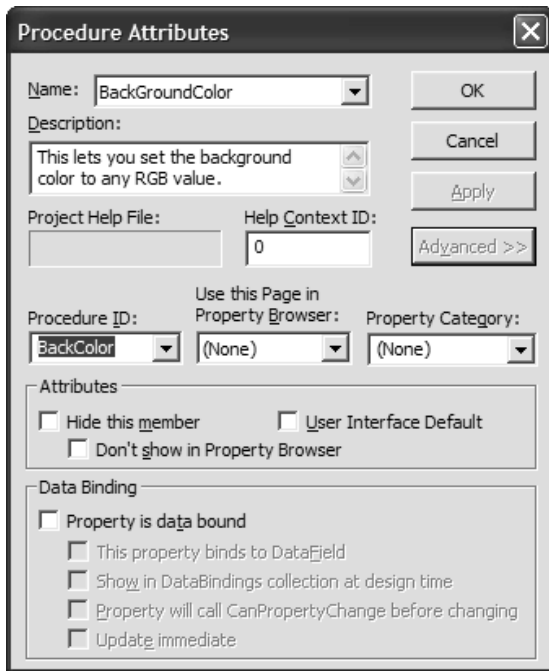 Procedure Attributes
Name: BackGroundColor
OK
Description:
Cancel
This lets you set the background
color to any RGB value.
Apply
Project Help File:
Help Context ID:
0
Advanced >>
Procedure ID:
Use this Page in
Property Browser:
Property Category:
BackColor
(None)
(None)
Attributes
Hide this member
User Interface Default
Don't show in Property Browser
Data Binding
Property is data bound
This property binds to DataField
Show in DataBindings collection at design time
Property will call CanPropertyChange before changing
Update immediate